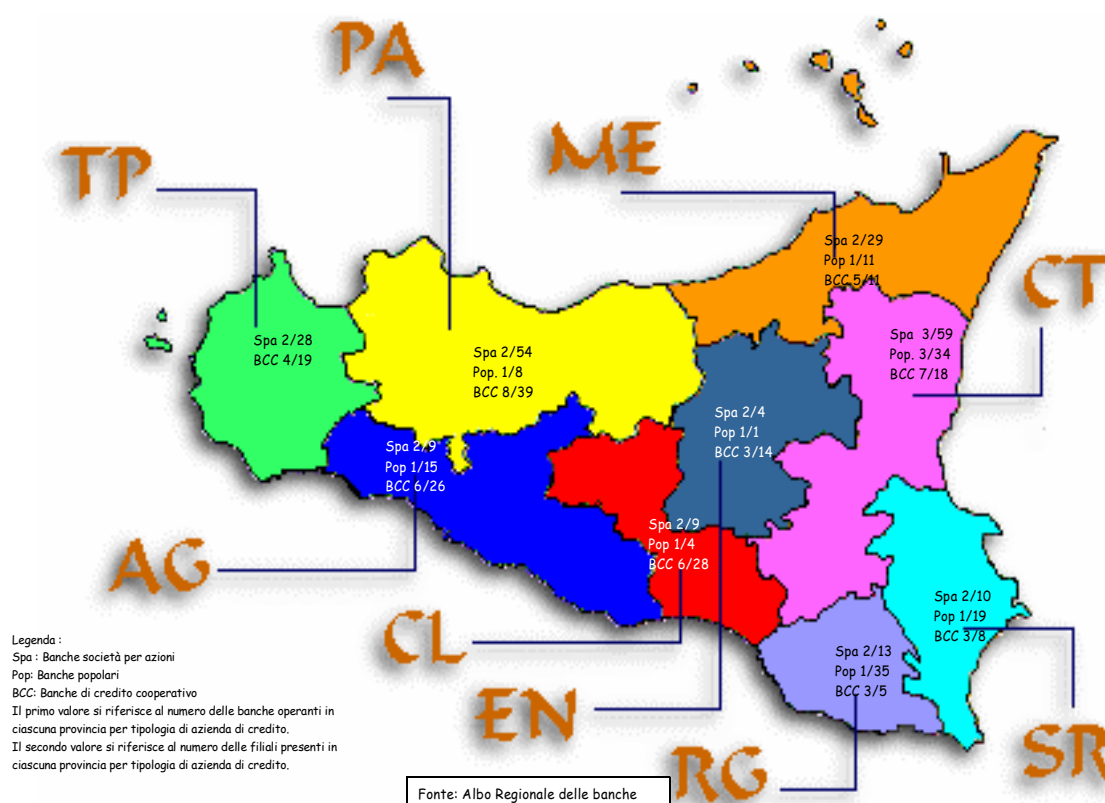 PA
ME
TP
Spa 2/29
Pop 1/11
BCC 5/11
CT
Spa 2/28
BCC 4/19
Spa 2/54
Pop. 1/8
BCC 8/39
Spa 3/59
Pop. 3/34
BCC 7/18
Spa 2/4
Pop 1/1
BCC 3/14
Spa 2/9
Pop 1/15
BCC 6/26
Spa 2/9
Pop 1/4
BCC 6/28
AG
Spa 2/10
Pop 1/19
BCC 3/8
CL
Spa 2/13
Pop 1/35
BCC 3/5
EN
RG
SR
Legenda :
Spa : Banche società per azioni
Pop: Banche popolari
BCC: Banche di credito cooperativo
Il primo valore si riferisce al numero delle banche operanti in
ciascuna provincia per tipologia di azienda di credito.
Il secondo valore si riferisce al numero delle filiali presenti in
ciascuna provincia per tipologia di azienda di credito.
Fonte: Albo Regionale delle banche